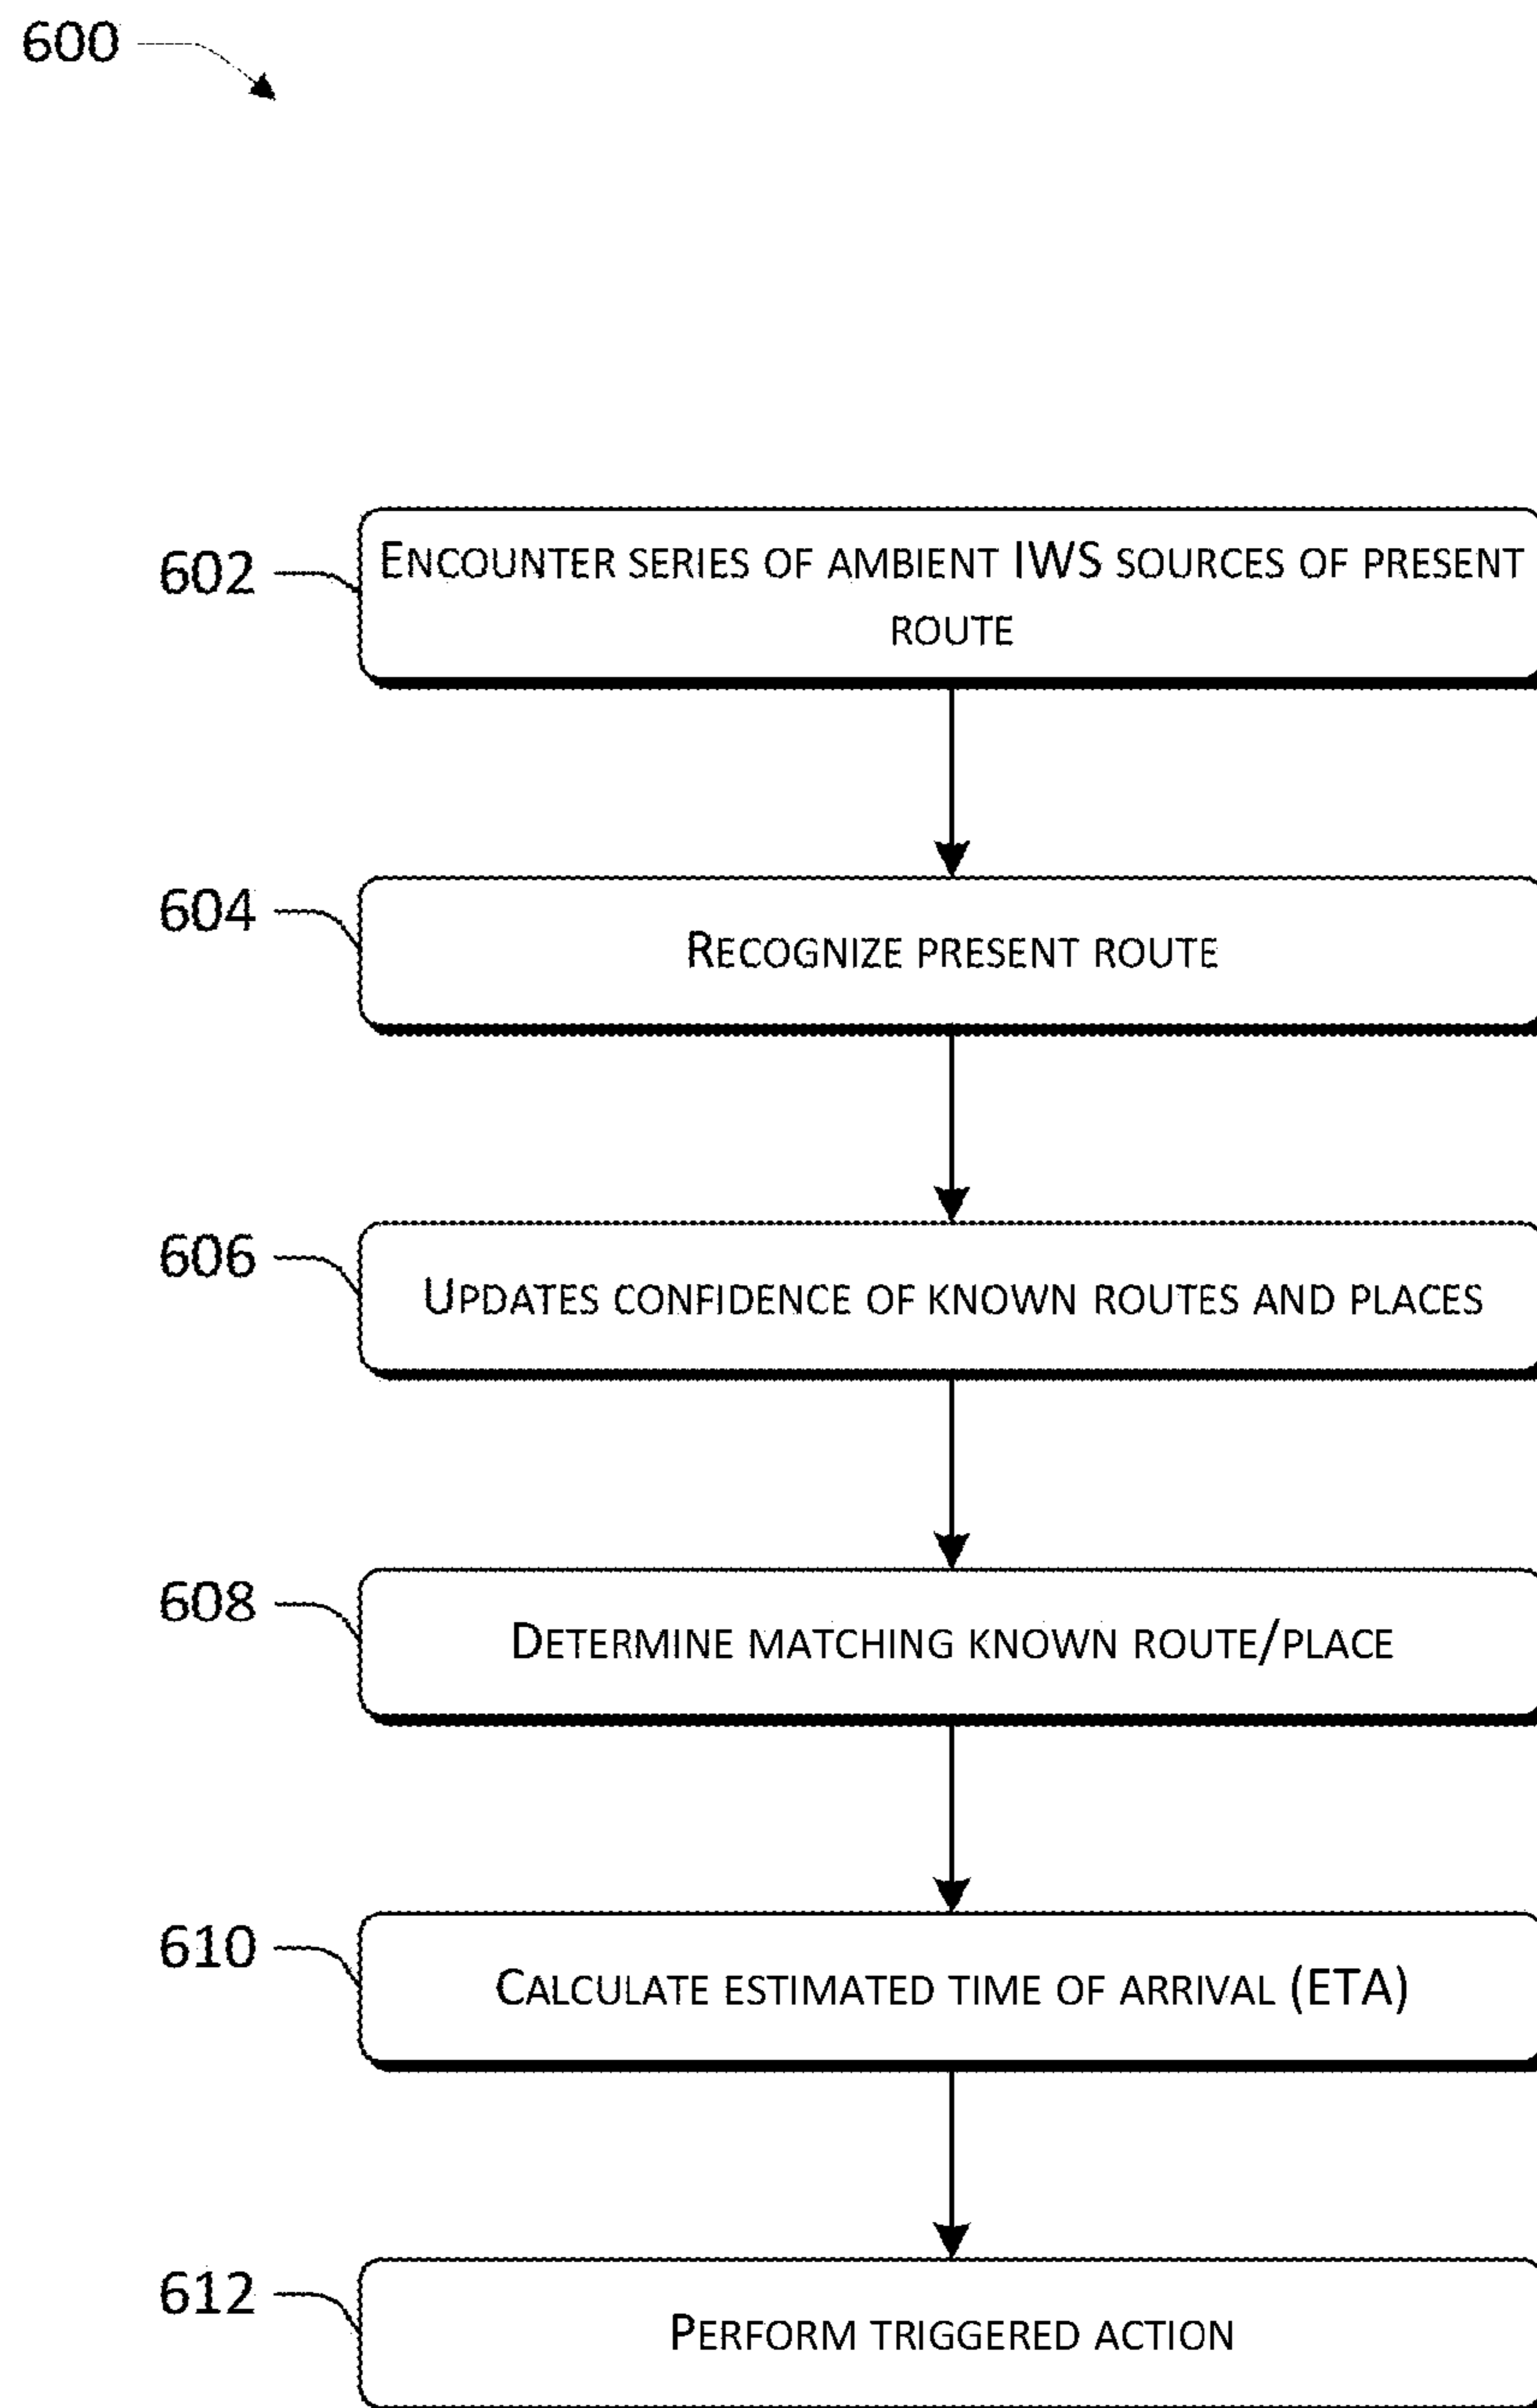 600
602
ENCOUNTER SERIES OF AMBIENT IWS SOURCES OF PRESENT
ROUTE
604
RECOGNIZE PRESENT ROUTE
606
UPDATES CONFIDENCE OF KNOWN ROUTES AND PLACES
608
DETERMINE MATCHING KNOWN ROUTE/PLACE
610
CALCULATE ESTIMATED TIME OF ARRIVAL (ETA)
612
PERFORM TRIGGERED ACTION